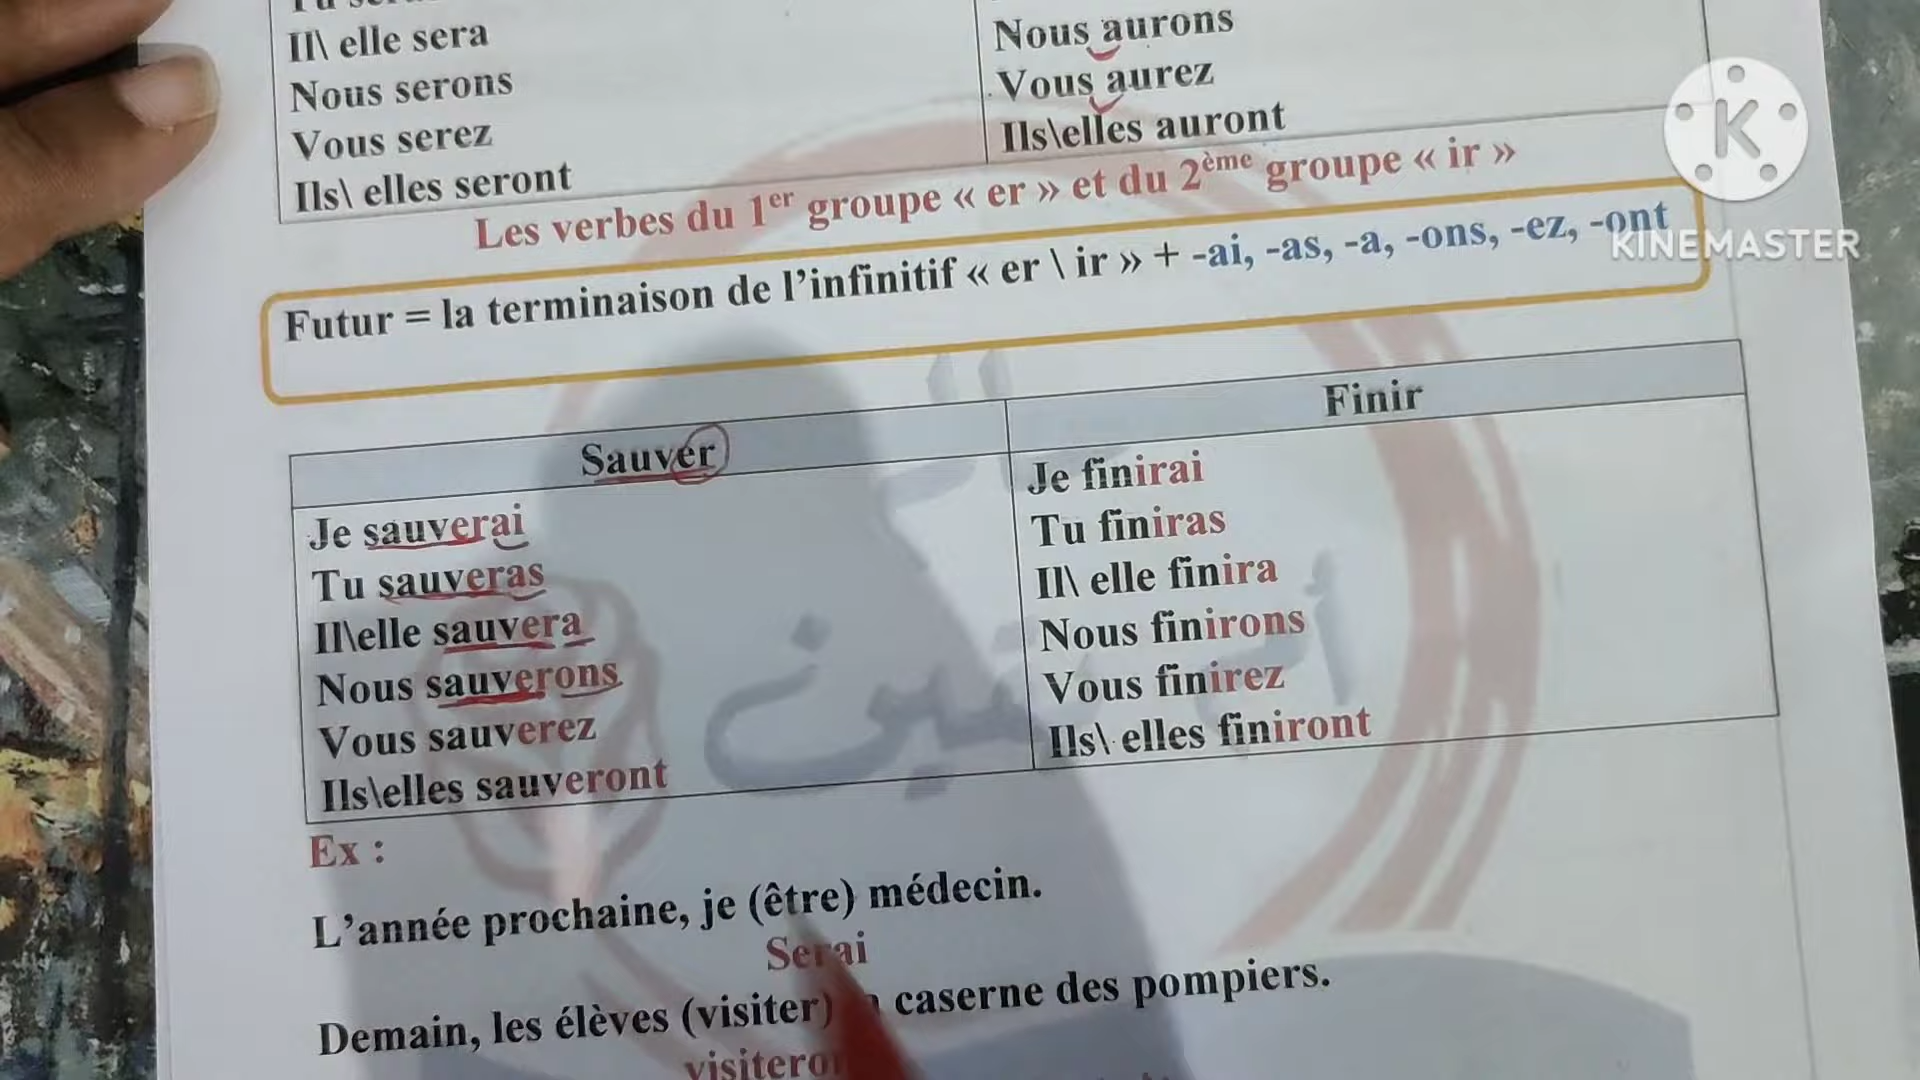 Il\ elle sera
Nous serons
Vous serez
Ils\ elles seront
Nous aurons
Vous aurez
Ils\elles auront
Les verbes du 1er groupe « er » et du 2ème groupe « ir »
Futur = la terminaison de l’infinitif « er \ ir » + -ai, -as, -a, -ons, -ez, -ont
KINEMASTER
Sauver
Je sauverai
Tu sauveras
Il\elle sauvera
Nous sauverons
Vous sauverez
Ils\elles sauveront
Finir
Je finirai
Tu finiras
Il\ elle finira
Nous finirons
Vous finirez
Ils\ elles finiront
Ex :
L’année prochaine, je (être) médecin.
Serai
Demain, les élèves (visiter) caserne des pompiers.